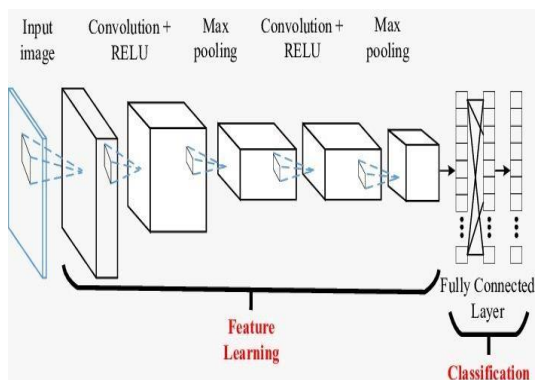 Input
image
Convolution +
RELU
Max
pooling
Convolution +
RELU
Max
pooling
Fully Connected
Layer
Feature
Learning
Classification